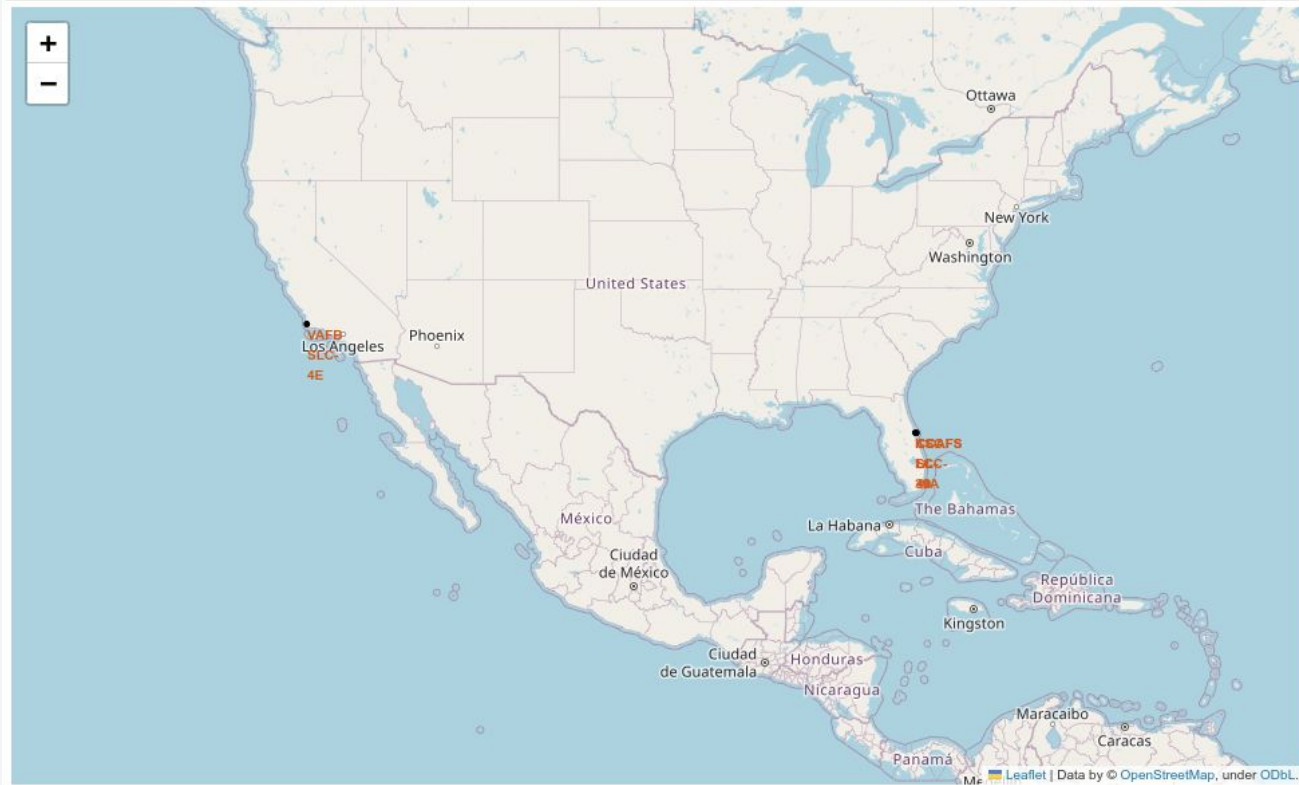 +
−
Ottawa
New York
Washington
United States
VAFB
Phoenix
Los Angeles
SLC-
4E
The Bahamas
La Habana
México
Cuba
Ciudad
de México
República
Dominicana
Kingston
Ciudad
de Guatemala
Honduras
Nicaragua
Maracaibo
Caracas
Panamá
Leaflet | Data by © OpenStreetMap, under ODbL.